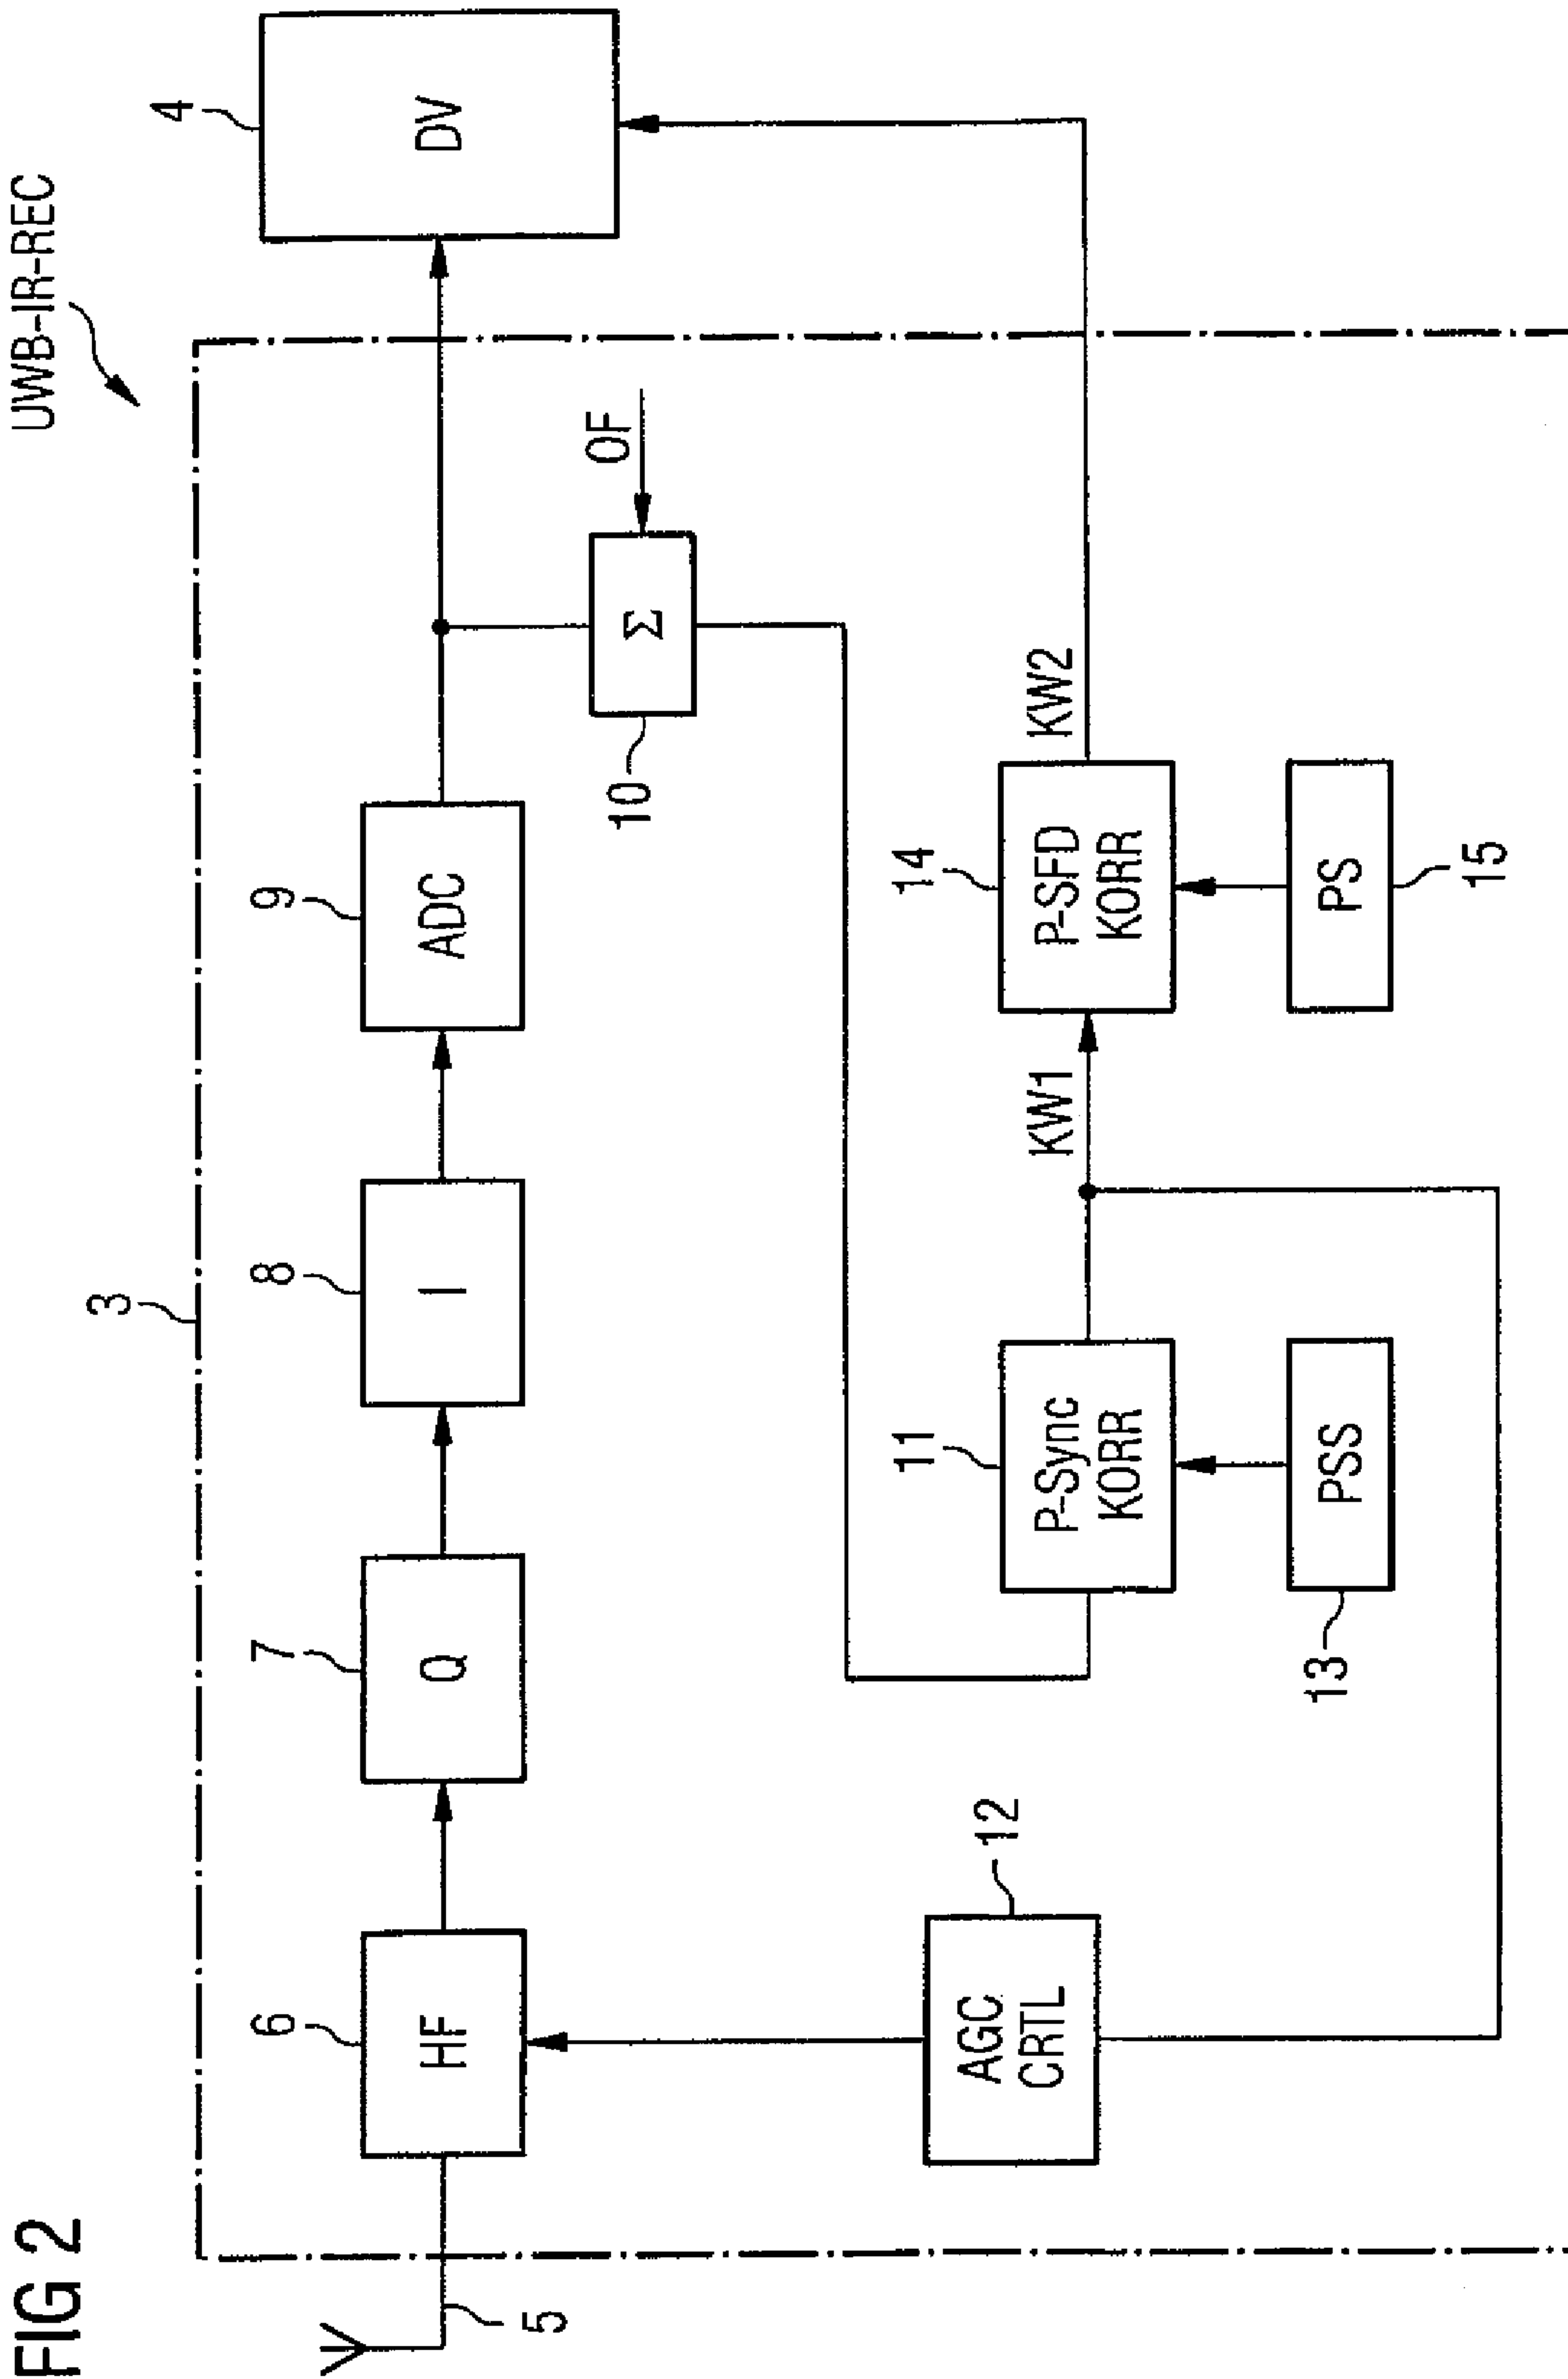 FIG 2
UWB-IR-REC
3
4
DV
5
6
HF
7
Q
8
I
9
ADC
10
Σ
OF
11
P-Sync
KORR
KW1
14
P-SFD
KORR
KW2
12
AGC
CRTL
13
PSS
15
PS